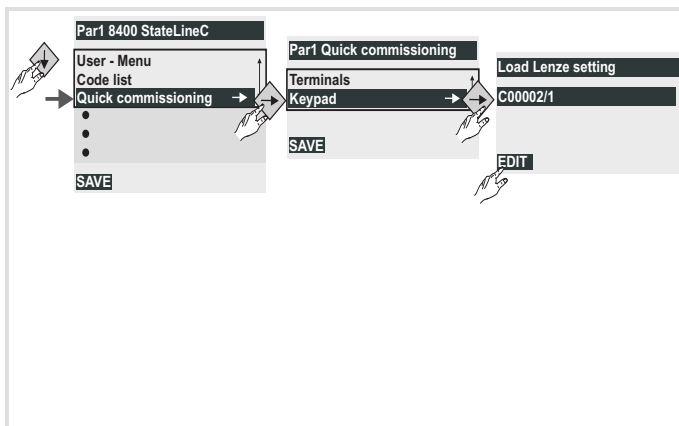 Par1 8400 StateLineC
User - Menu
Code list
Quick commissioning
SAVE
Par1 Quick commissioning
Terminals
Keypad
SAVE
Load Lenze setting
C00002/1
EDIT